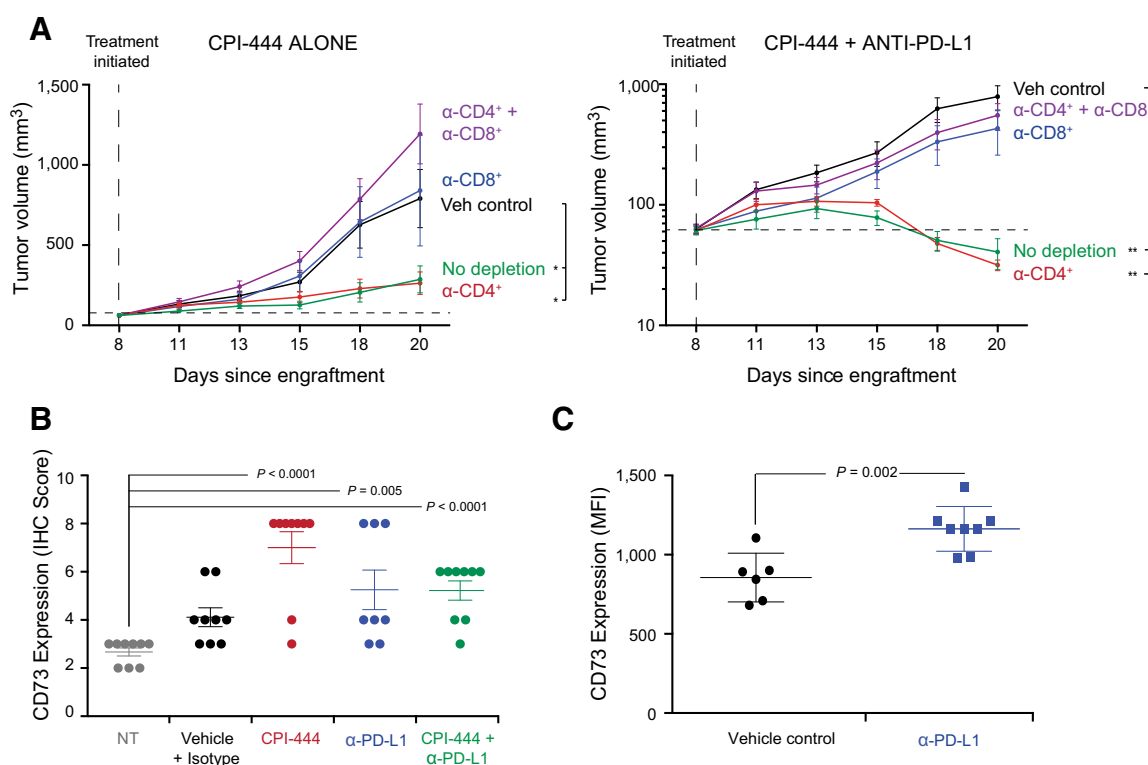 A
Treatment
initiated
CPI-444 ALONE
Tumor volume (mm³)
1,500
1,000
500
0
8 11 13 15 18 20
Days since engraftment
α-CD4⁺ +
α-CD8⁺
α-CD8⁺
Veh control
No depletion
α-CD4⁺
*
*
Treatment
initiated
CPI-444 + ANTI-PD-L1
Tumor volume (mm³)
1,000
100
10
8 11 13 15 18 20
Days since engraftment
Veh control
α-CD4⁺ + α-CD8
α-CD8⁺
No depletion
α-CD4⁺
**
**
B
CD73 Expression (IHC Score)
10
8
6
4
2
0
P < 0.0001
P = 0.005
P < 0.0001
NT
Vehicle
+ Isotype
CPI-444
α-PD-L1
CPI-444 +
α-PD-L1
C
CD73 Expression (MFI)
1,500
1,000
500
0
P = 0.002
Vehicle control
α-PD-L1